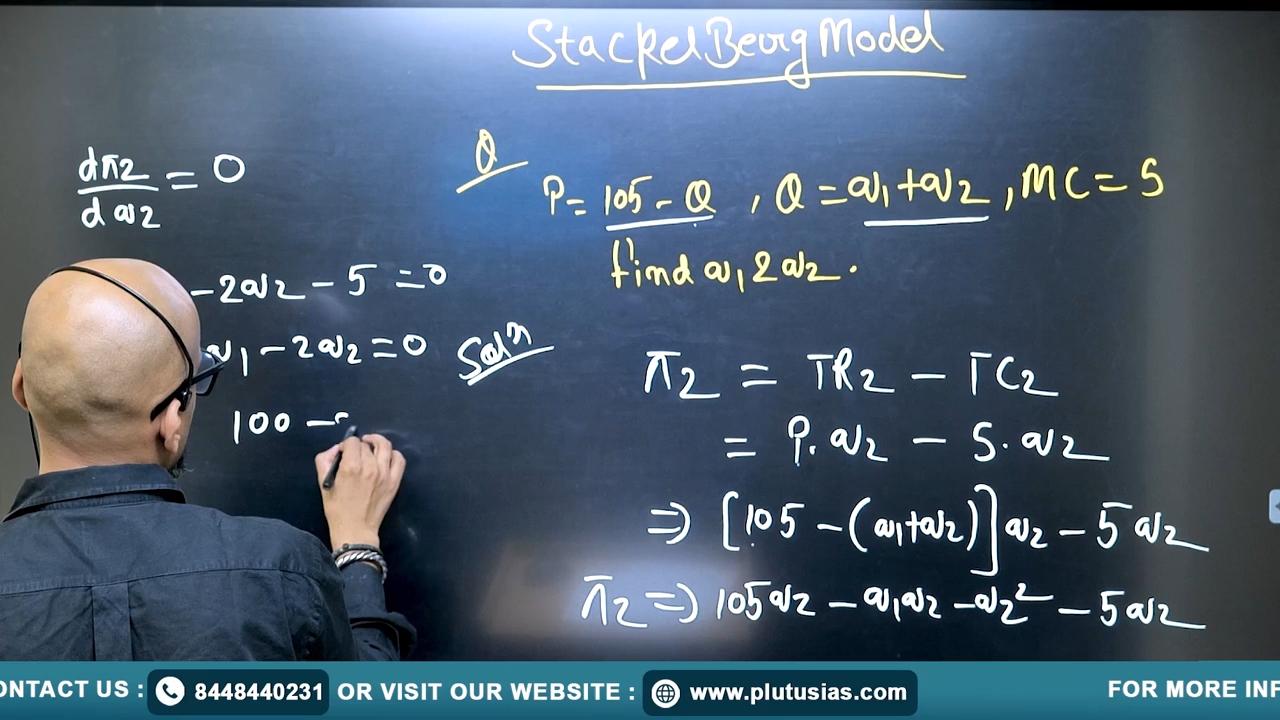 StackelBerg Model
Q
P = 105 - Q , Q = q1 + q2 , MC = 5
find q1 & q2 .
dπ2/dq2 = 0
- 2q2 - 5 = 0
q1 - 2q2 = 0
100 -
Soln
π2 = TR2 - TC2
= P. q2 - 5. q2
⇒ [105 - (q1+q2)] q2 - 5q2
π2 ⇒ 105q2 - q1q2 - q2² - 5q2
ONTACT US : 8448440231 OR VISIT OUR WEBSITE : www.plutusias.com FOR MORE INF